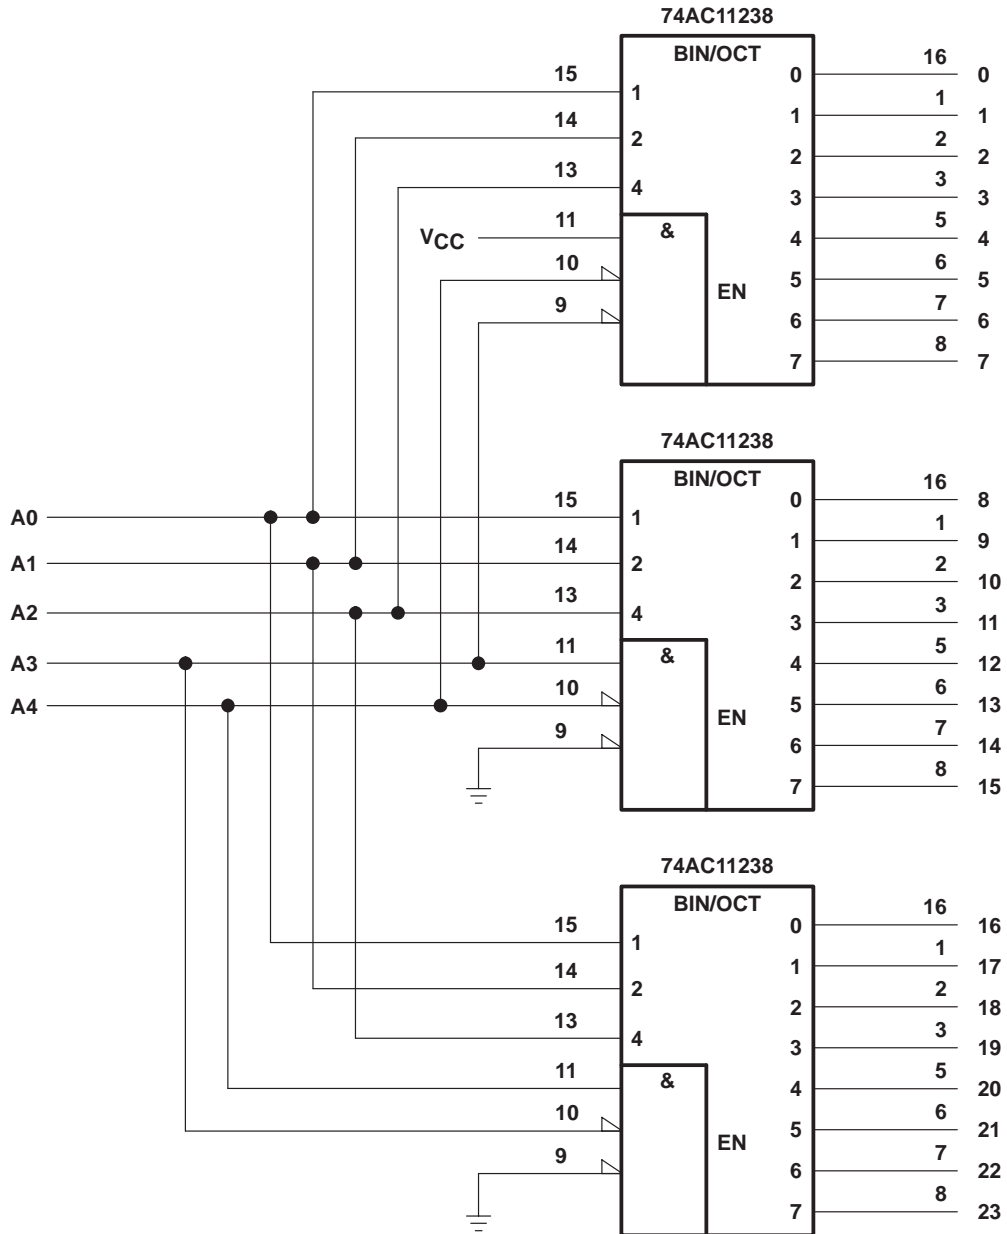 74AC11238
BIN/OCT
15 1 0 16 0
14 2 1 1 1
13 4 2 2 2
VCC 11 & 3 3 3
10 4 5 4
9 EN 5 6 5
6 7 6
7 8 7
74AC11238
BIN/OCT
A0 15 1 0 16 8
A1 14 2 1 1 9
A2 13 4 2 2 10
A3 11 & 3 3 11
A4 10 4 5 12
9 EN 5 6 13
6 7 14
7 8 15
74AC11238
BIN/OCT
15 1 0 16 16
14 2 1 1 17
13 4 2 2 18
11 & 3 3 19
10 4 5 20
9 EN 5 6 21
6 7 22
7 8 23